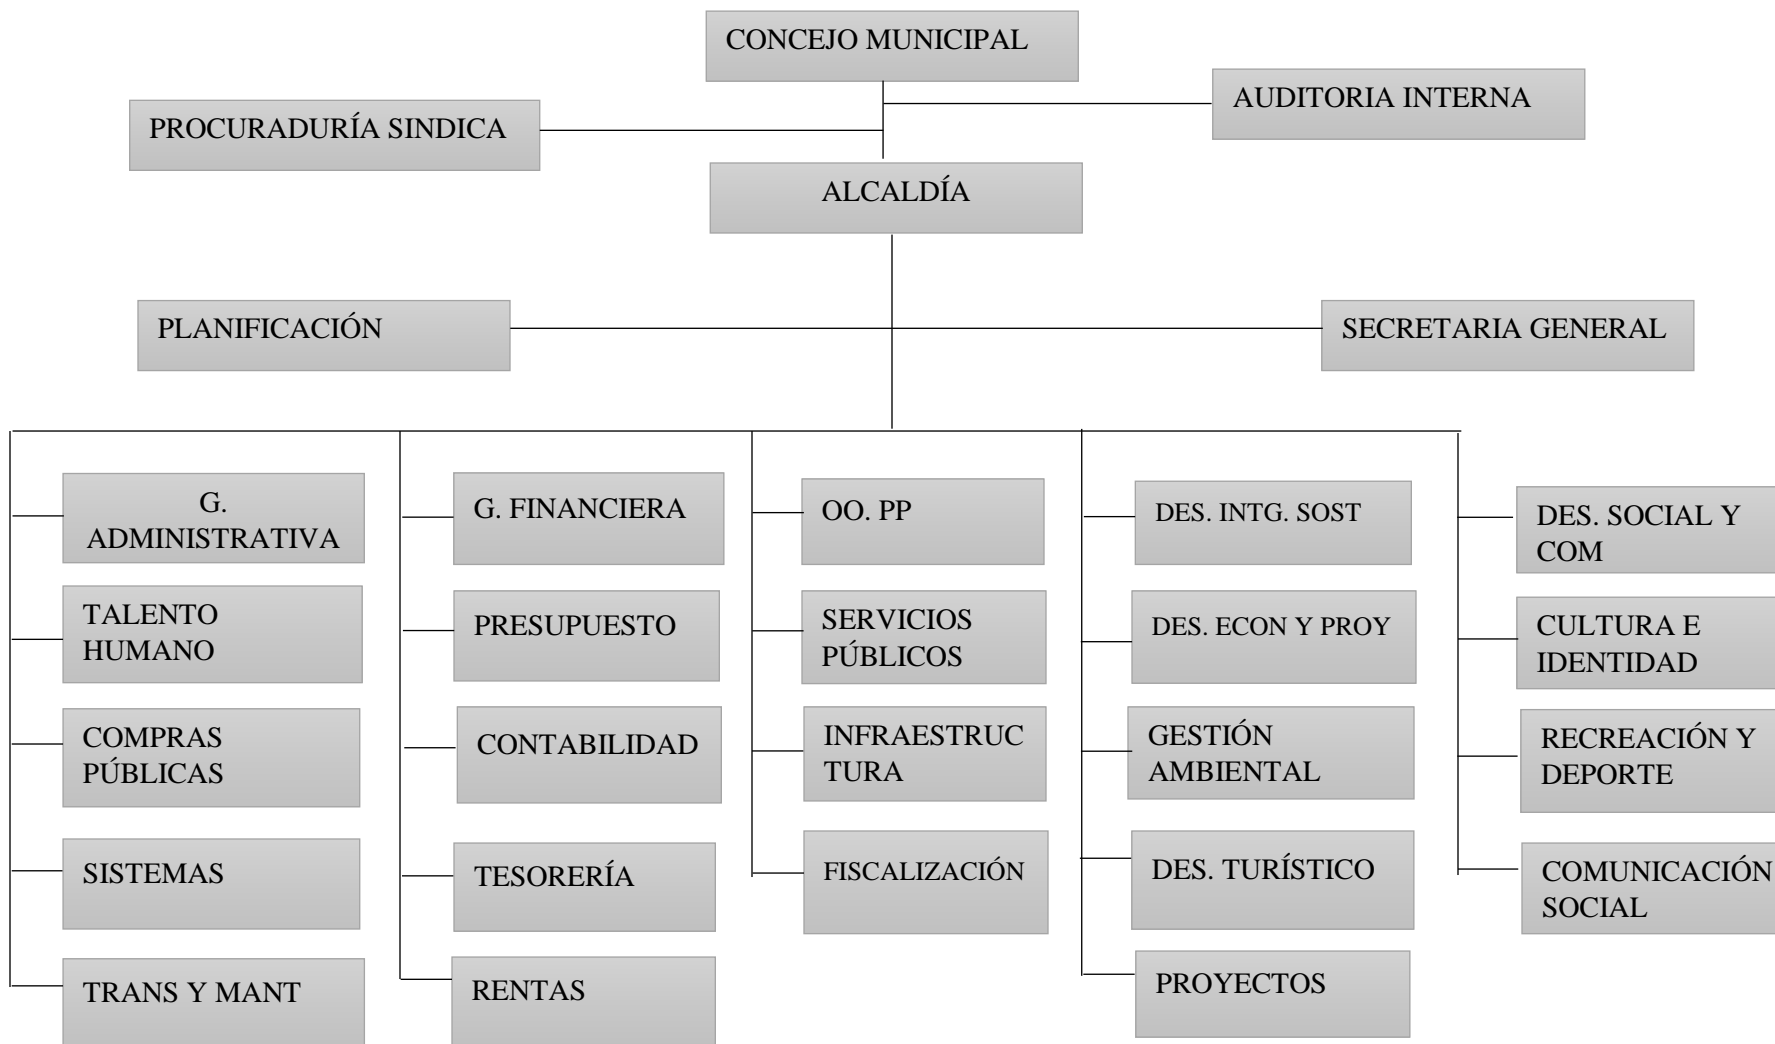 CONCEJO MUNICIPAL
AUDITORIA INTERNA
PROCURADURÍA SINDICA
ALCALDÍA
PLANIFICACIÓN
SECRETARIA GENERAL
G.
ADMINISTRATIVA
TALENTO
HUMANO
COMPRAS
PÚBLICAS
SISTEMAS
TRANS Y MANT
G. FINANCIERA
PRESUPUESTO
CONTABILIDAD
TESORERÍA
RENTAS
OO. PP
SERVICIOS
PÚBLICOS
INFRAESTRUC
TURA
FISCALIZACIÓN
DES. INTG. SOST
DES. ECON Y PROY
GESTIÓN
AMBIENTAL
DES. TURÍSTICO
PROYECTOS
DES. SOCIAL Y
COM
CULTURA E
IDENTIDAD
RECREACIÓN Y
DEPORTE
COMUNICACIÓN
SOCIAL